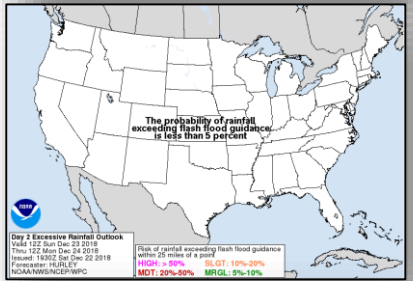 The probability of rainfall
exceeding flash flood guidance
is less than 5 percent
NOAA
Day 2 Excessive Rainfall Outlook
Valid 12Z Sun Dec 23 2018
Thru 12Z Mon Dec 24 2018
Issued: 1930Z Sat Dec 22 2018
Forecaster: HURLEY
NOAA/NWS/NCEP/WPC
Risk of rainfall exceeding flash flood guidance
within 25 miles of a point
HIGH: > 50% SLGT: 10%-20%
MDT: 20%-50% MRGL: 5%-10%